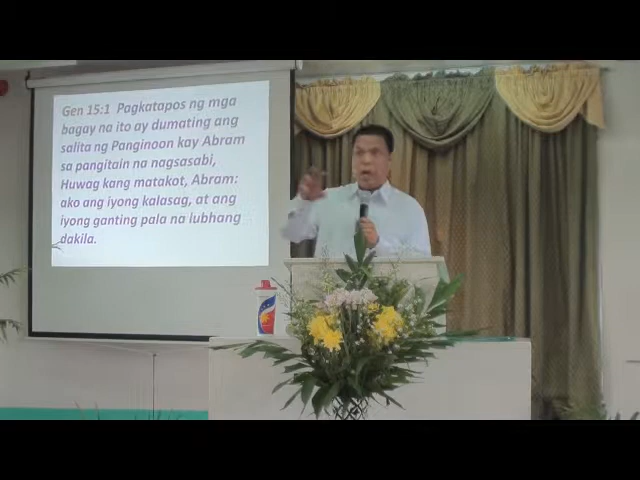 Gen 15:1 Pagkatapos ng mga
bagay na ito ay dumating ang
salita ng Panginoon kay Abram
sa pangitain na nagsasabi,
Huwag kang matakot, Abram:
ako ang iyong kalasag, at ang
iyong ganting pala na lubhang
dakila.